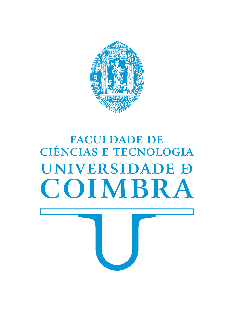 FACULDADE DE
CIÊNCIAS E TECNOLOGIA
UNIVERSIDADE Ð
COIMBRA